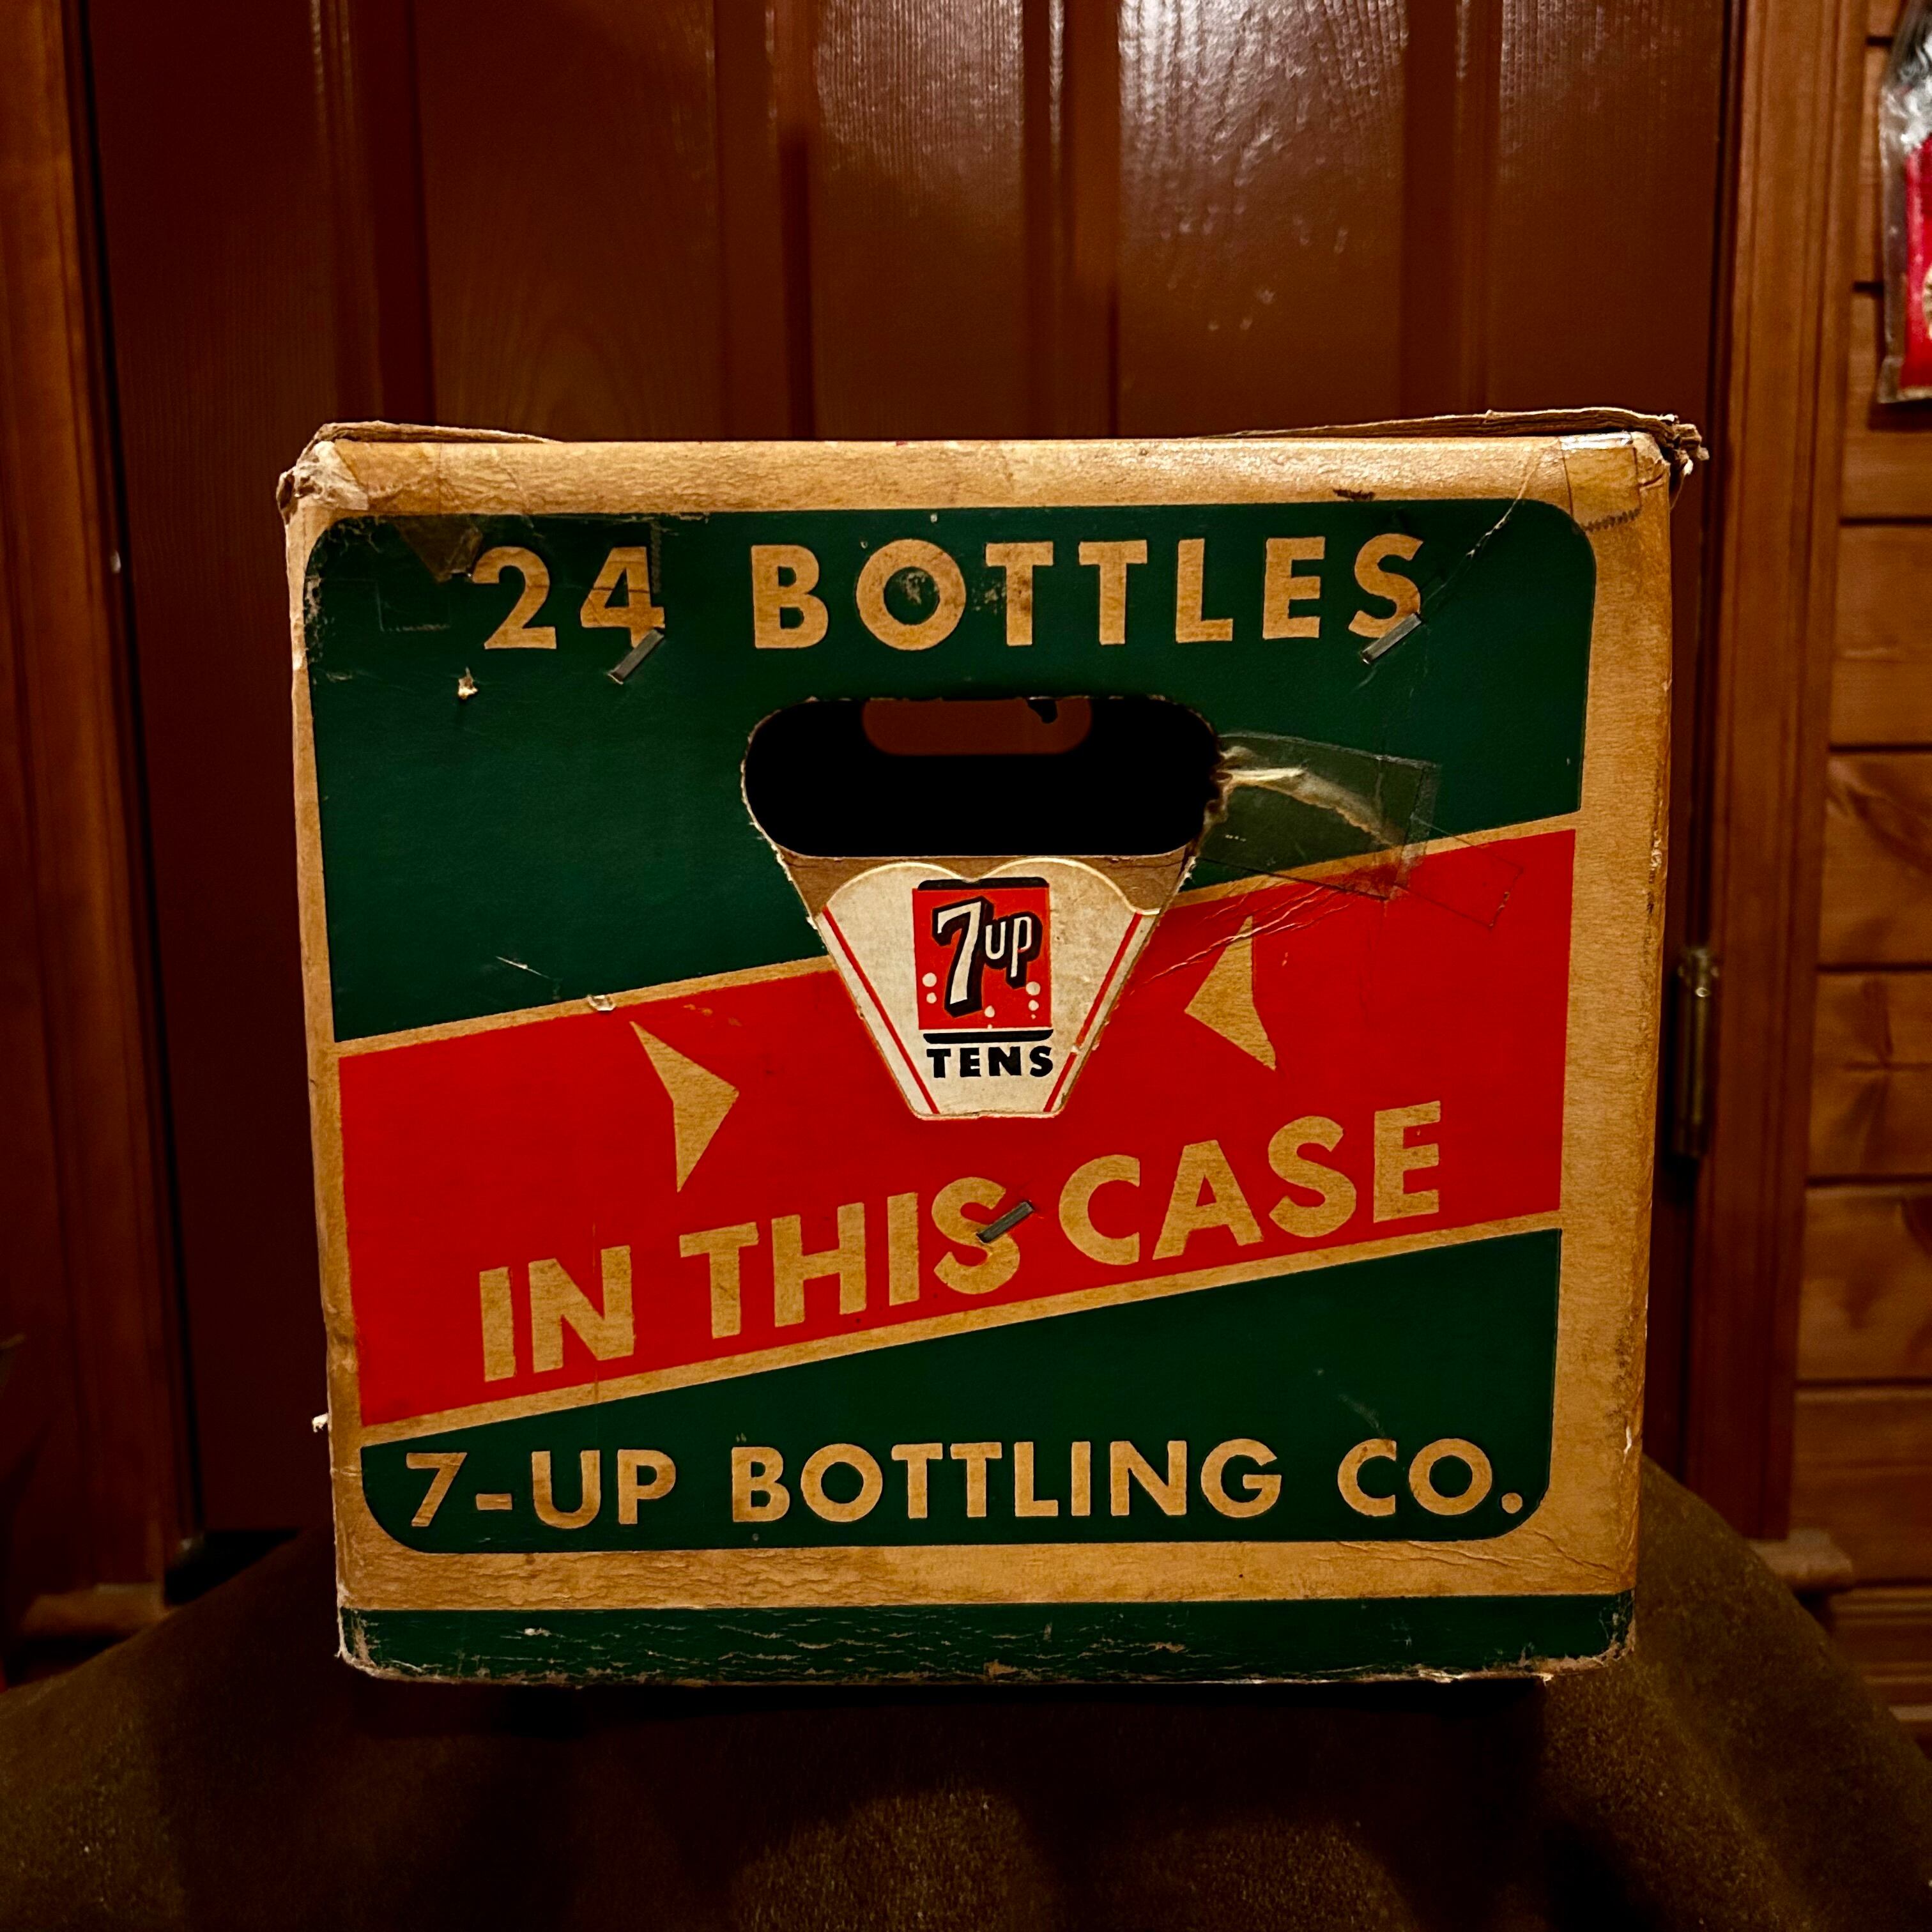 24 BOTTLES
7UP
TENS
IN THIS CASE
7-UP BOTTLING CO.